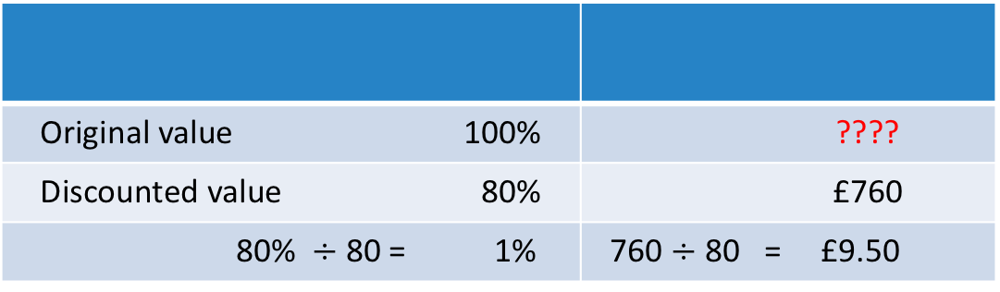 Original value 100% ????
Discounted value 80% £760
80% ÷ 80 = 1% 760 ÷ 80 = £9.50